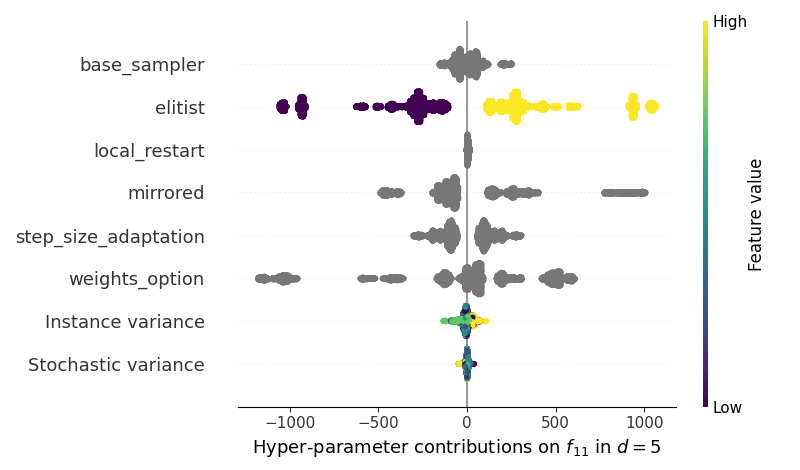 High
base_sampler
elitist
local_restart
mirrored
step_size_adaptation
weights_option
Instance variance
Stochastic variance
Feature value
Low
−1000
−500
0
500
1000
Hyper-parameter contributions on f₁₁ in d = 5